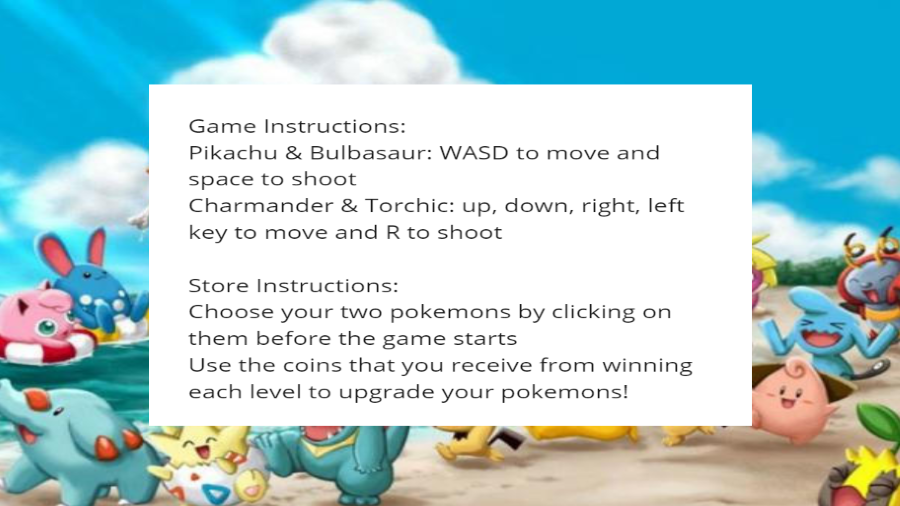 Game Instructions:
Pikachu & Bulbasaur: WASD to move and
space to shoot
Charmander & Torchic: up, down, right, left
key to move and R to shoot
Store Instructions:
Choose your two pokemons by clicking on
them before the game starts
Use the coins that you receive from winning
each level to upgrade your pokemons!